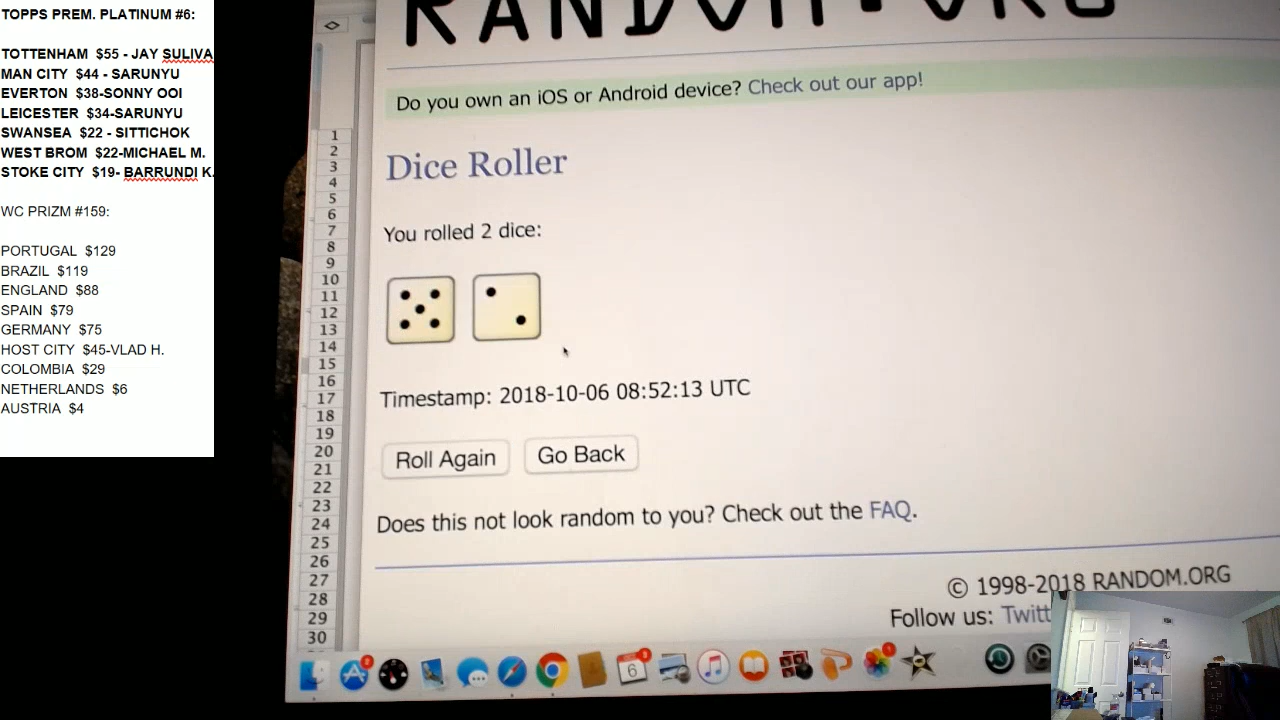 TOPPS PREM. PLATINUM #6:
TOTTENHAM $55 - JAY SULIVA
MAN CITY $44 - SARUNYU
EVERTON $38-SONNY OOI
LEICESTER $34-SARUNYU
SWANSEA $22 - SITTICHOK
WEST BROM $22-MICHAEL M.
STOKE CITY $19- BARRUNDI K.
WC PRIZM #159:
PORTUGAL $129
BRAZIL $119
ENGLAND $88
SPAIN $79
GERMANY $75
HOST CITY $45-VLAD H.
COLOMBIA $29
NETHERLANDS $6
AUSTRIA $4
RANDOM.ORG
Do you own an iOS or Android device? Check out our app!
Dice Roller
You rolled 2 dice:
Timestamp: 2018-10-06 08:52:13 UTC
Roll Again Go Back
Does this not look random to you? Check out the FAQ.
© 1998-2018 RANDOM.ORG
Follow us: Twitt
1
2
3
4
5
6
7
8
9
10
11
12
13
14
15
16
17
18
19
20
21
22
23
24
25
26
27
28
29
30
6